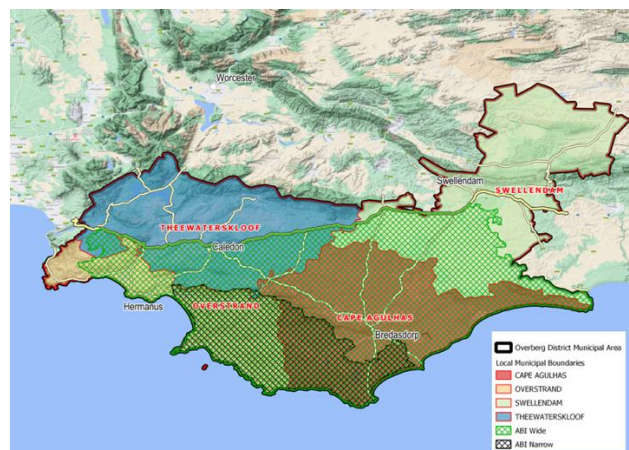 Worcester
Swellendam
SWELLENDAM
THEEWATERSKLOOF
Caledon
Hermanus
OVERSTRAND
CAPE AGULHAS
Bredasdorp
Overberg District Municipal Area
Local Municipal Boundaries
CAPE AGULHAS
OVERSTRAND
SWELLENDAM
THEEWATERSKLOOF
ABI Wide
ABI Narrow